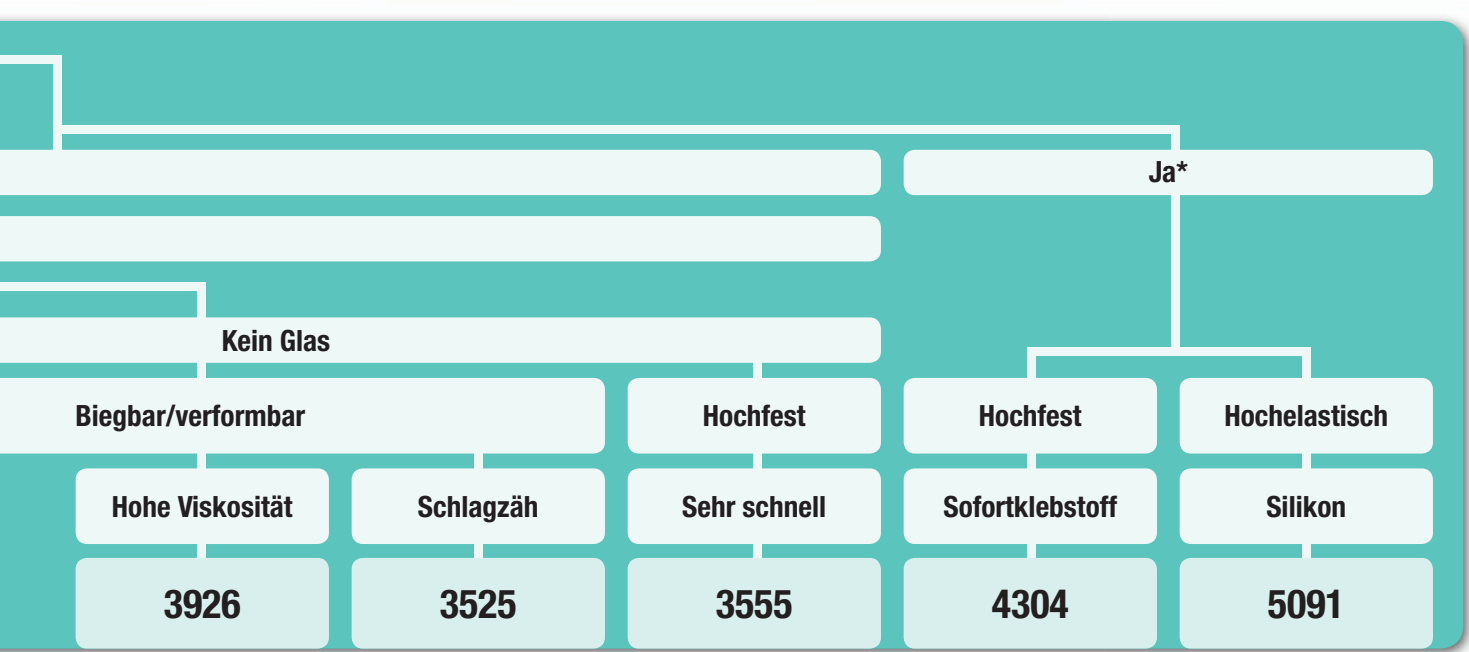 Ja*
Kein Glas
Biegbar/verformbar
Hochfest
Hochfest
Hochelastisch
Hohe Viskosität
Schlagzäh
Sehr schnell
Sofortklebstoff
Silikon
3926
3525
3555
4304
5091